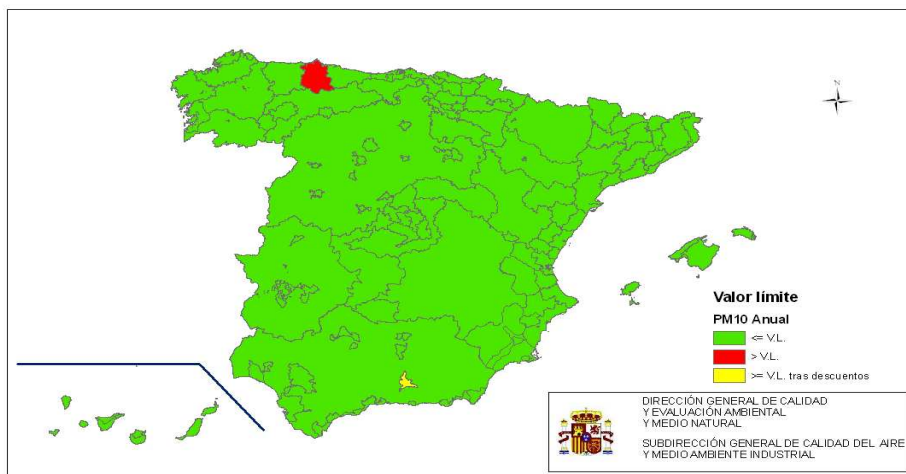 N
Valor límite
PM10 Anual
<= V.L.
> V.L.
>= V.L. tras descuentos
DIRECCIÓN GENERAL DE CALIDAD
Y EVALUACIÓN AMBIENTAL
Y MEDIO NATURAL
SUBDIRECCIÓN GENERAL DE CALIDAD DEL AIRE
Y MEDIO AMBIENTE INDUSTRIAL